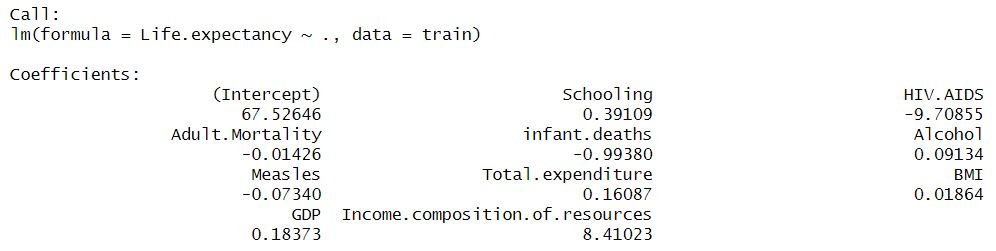 Call:
lm(formula = Life.expectancy ~ ., data = train)
Coefficients:
(Intercept) Schooling HIV.AIDS
67.52646 0.39109 -9.70855
Adult.Mortality infant.deaths Alcohol
-0.01426 -0.99380 0.09134
Measles Total.expenditure BMI
-0.07340 0.16087 0.01864
GDP Income.composition.of.resources
0.18373 8.41023